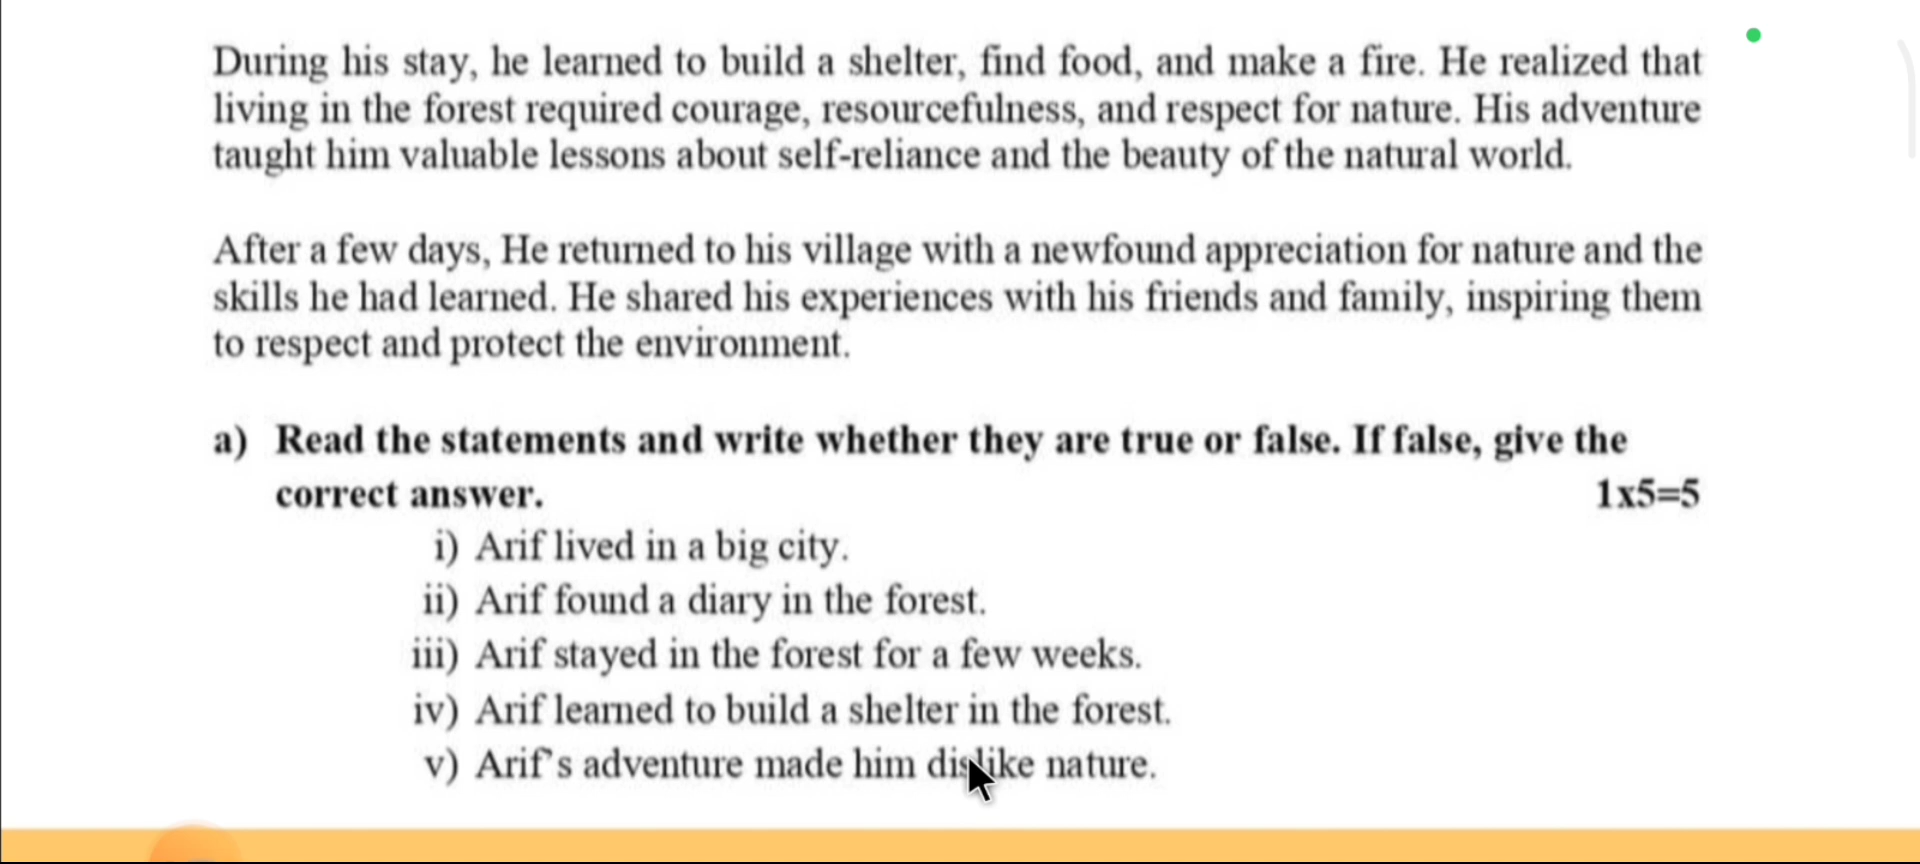 During his stay, he learned to build a shelter, find food, and make a fire. He realized that
living in the forest required courage, resourcefulness, and respect for nature. His adventure
taught him valuable lessons about self-reliance and the beauty of the natural world.
After a few days, He returned to his village with a newfound appreciation for nature and the
skills he had learned. He shared his experiences with his friends and family, inspiring them
to respect and protect the environment.
a) Read the statements and write whether they are true or false. If false, give the
correct answer. 1x5=5
i) Arif lived in a big city.
ii) Arif found a diary in the forest.
iii) Arif stayed in the forest for a few weeks.
iv) Arif learned to build a shelter in the forest.
v) Arif's adventure made him dislike nature.